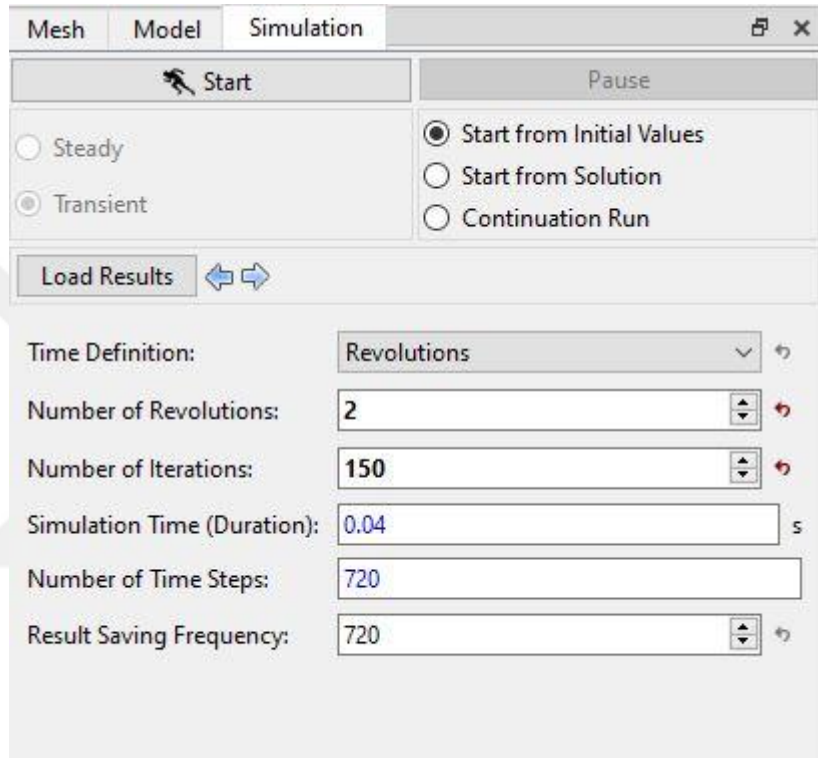 Mesh Model Simulation
Start Pause
Steady
Transient
Start from Initial Values
Start from Solution
Continuation Run
Load Results
Time Definition: Revolutions
Number of Revolutions: 2
Number of Iterations: 150
Simulation Time (Duration): 0.04 s
Number of Time Steps: 720
Result Saving Frequency: 720